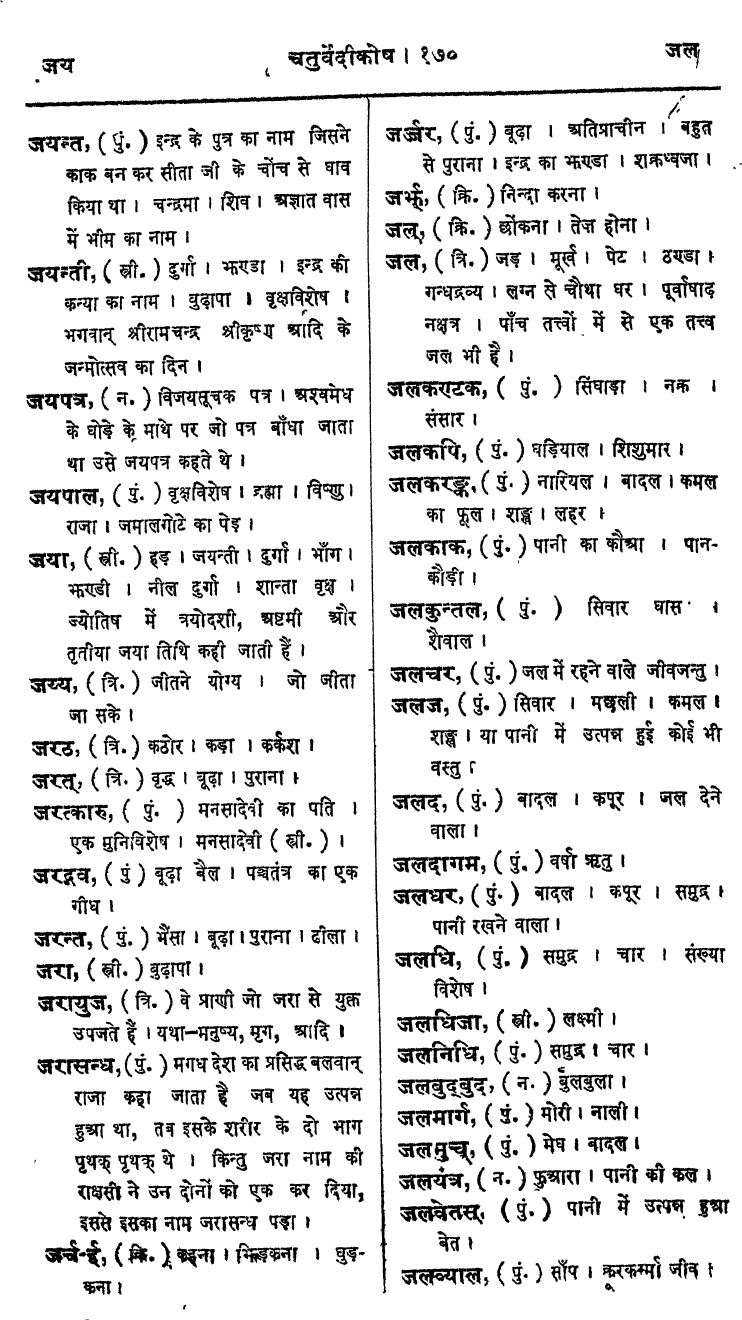 जय
चतुर्वेदीकोष । १७०
जल
जयन्त, ( पुं. ) इन्द्र के पुत्र का नाम जिसने
काक बन कर सीता जी के चोंच से घाव
किया था । चन्द्रमा । शिव । अज्ञात वास
में भीम का नाम ।
जयन्ती, ( स्त्री. ) दुर्गा । झण्डा । इन्द्र की
कन्या का नाम । बुढ़ापा । वृक्षविशेष ।
भगवान् श्रीरामचन्द्र श्रीकृष्ण आदि के
जन्मोत्सव का दिन ।
जयपत्र, ( न. ) विजयसूचक पत्र । अश्वमेध
के घोड़े के माथे पर जो पत्र बाँधा जाता
था उसे जयपत्र कहते थे ।
जयपाल, ( पुं. ) वृक्षविशेष । ब्रह्मा । विष्णु ।
राजा । जमालगोटे का पेड़ ।
जया, ( स्त्री. ) हड़ । जयन्ती । दुर्गा । भाँग ।
झण्डी । नील दुर्गा । शान्ता वृक्ष ।
ज्योतिष में त्रयोदशी, अष्टमी और
तृतीया जया तिथि कही जाती हैं ।
जय्य, ( त्रि. ) जीतने योग्य । जो जीता
जा सके ।
जरठ, ( त्रि. ) कठोर । कड़ा । कर्कश ।
जरत्, ( त्रि. ) वृद्ध । बूढ़ा । पुराना ।
जरत्कारु, ( पुं. ) मनसादेवी का पति ।
एक मुनिविशेष । मनसादेवी ( स्त्री. ) ।
जरद्गव, ( पुं ) बूढ़ा बैल । पञ्चतंत्र का एक
गीध ।
जरन्त, ( पुं. ) भैंसा । बूढ़ा । पुराना । ढीला ।
जरा, ( स्त्री. ) बुढ़ापा ।
जरायुज, ( त्रि. ) वे प्राणी जो जरा से युक्त
उपजते हैं । यथा—मनुष्य, मृग, आदि ।
जरासन्ध, ( पुं. ) मगध देश का प्रसिद्ध बलवान्
राजा कहा जाता है जब यह उत्पन्न
हुआ था, तब इसके शरीर के दो भाग
पृथक् पृथक् थे । किन्तु जरा नाम की
राक्षसी ने उन दोनों को एक कर दिया,
इससे इसका नाम जरासन्ध पड़ा ।
( क्रि. ) कहना । झिड़कना । घुड़-
कना ।
जर्ज्जर, ( पुं. ) बूढ़ा । अतिप्राचीन । बहुत
से पुराना । इन्द्र का झण्डा । शक्रध्वजा ।
जर्झ्, ( क्रि. ) निन्दा करना ।
जल्, ( क्रि. ) छोंकना । तेज़ होना ।
जल, ( त्रि. ) जड़ । मूर्ख । पेट । ठण्डा ।
गन्धद्रव्य । लग्न से चौथा घर । पूर्वाषाढ़
नक्षत्र । पाँच तत्त्वों में से एक तत्त्व
जल भी है ।
जलकण्टक, ( पुं. ) सिंघाड़ा । नक्र ।
संसार ।
जलकपि, ( पुं. ) घड़ियाल । शिशुमार ।
जलकरङ्क, ( पुं. ) नारियल । बादल । कमल
का फूल । शङ्ख । लहर ।
जलकाक, ( पुं. ) पानी का कौआ । पान-
कौड़ी ।
जलकुन्तल, ( पुं. ) सिवार घास ।
शैवाल ।
जलचर, ( पुं. ) जल में रहने वाले जीवजन्तु ।
जलज, ( पुं. ) सिवार । मछली । कमल ।
शङ्ख । या पानी में उत्पन्न हुई कोई भी
वस्तु ।
जलद, ( पुं. ) बादल । कपूर । जल देने
वाला ।
जलदागम, ( पुं. ) वर्षा ऋतु ।
जलधर, ( पुं. ) बादल । कपूर । समुद्र ।
पानी रखने वाला ।
जलधि, ( पुं. ) समुद्र । चार । संख्या
विशेष ।
जलधिजा, ( स्त्री. ) लक्ष्मी ।
जलनिधि, ( पुं. ) समुद्र । चार ।
जलबुद्बुद, ( न. ) बुलबुला ।
जलमार्ग, ( पुं. ) मोरी । नाली ।
जलमुच्, ( पुं. ) मेघ । बादल ।
जलयंत्र, ( न. ) फुआरा । पानी की कल ।
जलवेतस्, ( पुं. ) पानी में उत्पन्न हुआ
बेत ।
जलव्याल, ( पुं. ) साँप । क्रूरकर्म्मा जीव ।